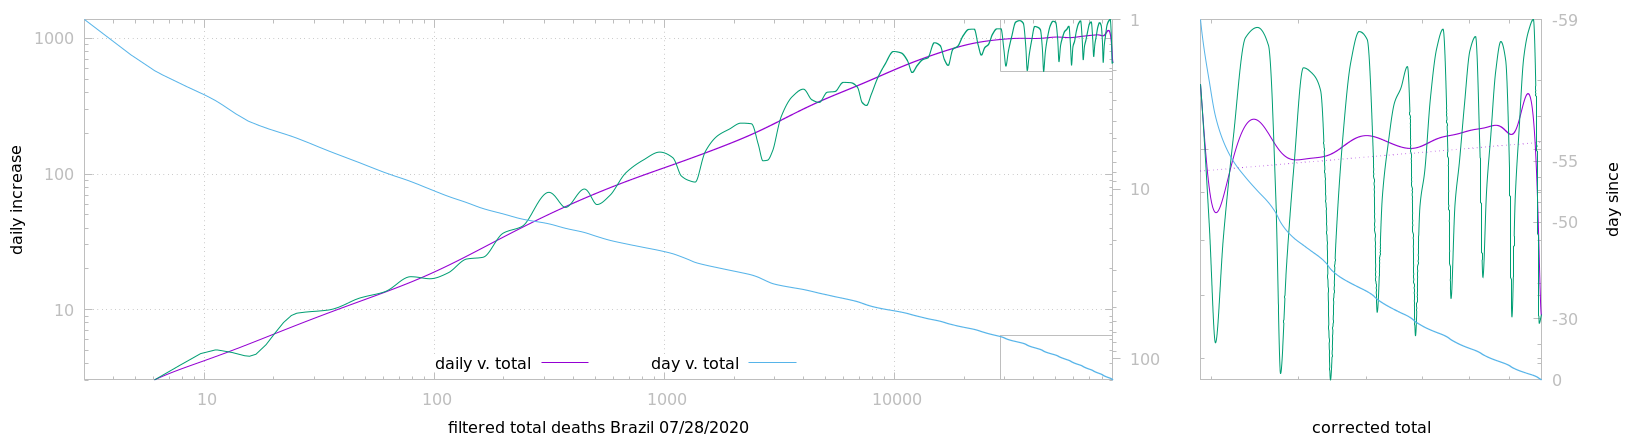 1000
100
10
daily increase
10
100
1000
10000
filtered total deaths Brazil 07/28/2020
daily v. total
day v. total
1
10
100
-59
-55
-50
-30
0
day since
corrected total